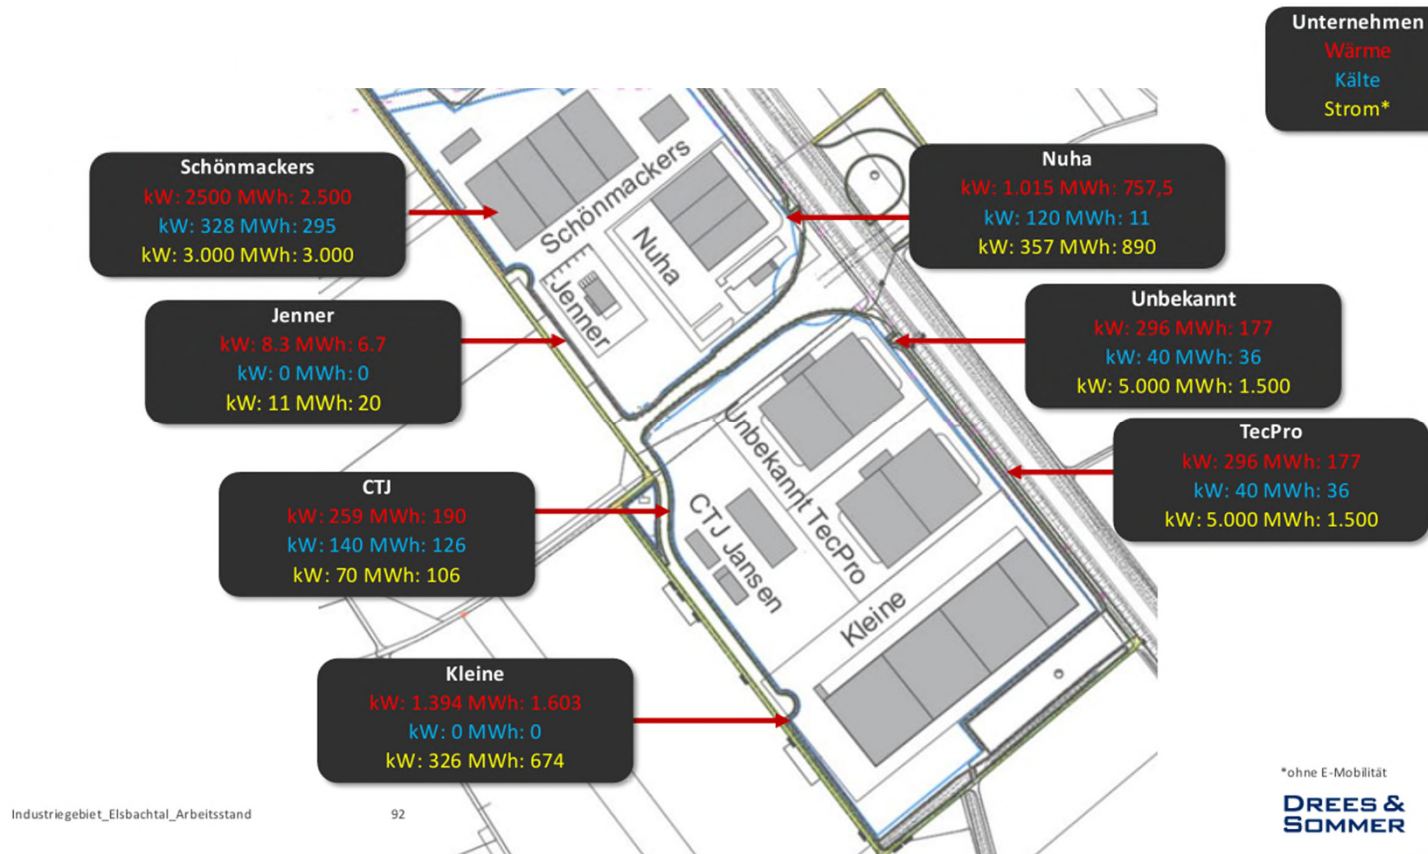 Unternehmen
Wärme
Kälte
Strom*
Schönmackers
kW: 2500 MWh: 2.500
kW: 328 MWh: 295
kW: 3.000 MWh: 3.000
Nuha
kW: 1.015 MWh: 757,5
kW: 120 MWh: 11
kW: 357 MWh: 890
Jenner
kW: 8.3 MWh: 6.7
kW: 0 MWh: 0
kW: 11 MWh: 20
Unbekannt
kW: 296 MWh: 177
kW: 40 MWh: 36
kW: 5.000 MWh: 1.500
TecPro
kW: 296 MWh: 177
kW: 40 MWh: 36
kW: 5.000 MWh: 1.500
CTJ
kW: 259 MWh: 190
kW: 140 MWh: 126
kW: 70 MWh: 106
Kleine
kW: 1.394 MWh: 1.603
kW: 0 MWh: 0
kW: 326 MWh: 674
Schönmackers
Nuha
Jenner
Unbekannt TecPro
CTJ Jansen
Kleine
*ohne E-Mobilität
Industriegebiet_Elsbachtal_Arbeitsstand
92
DREES &
SOMMER